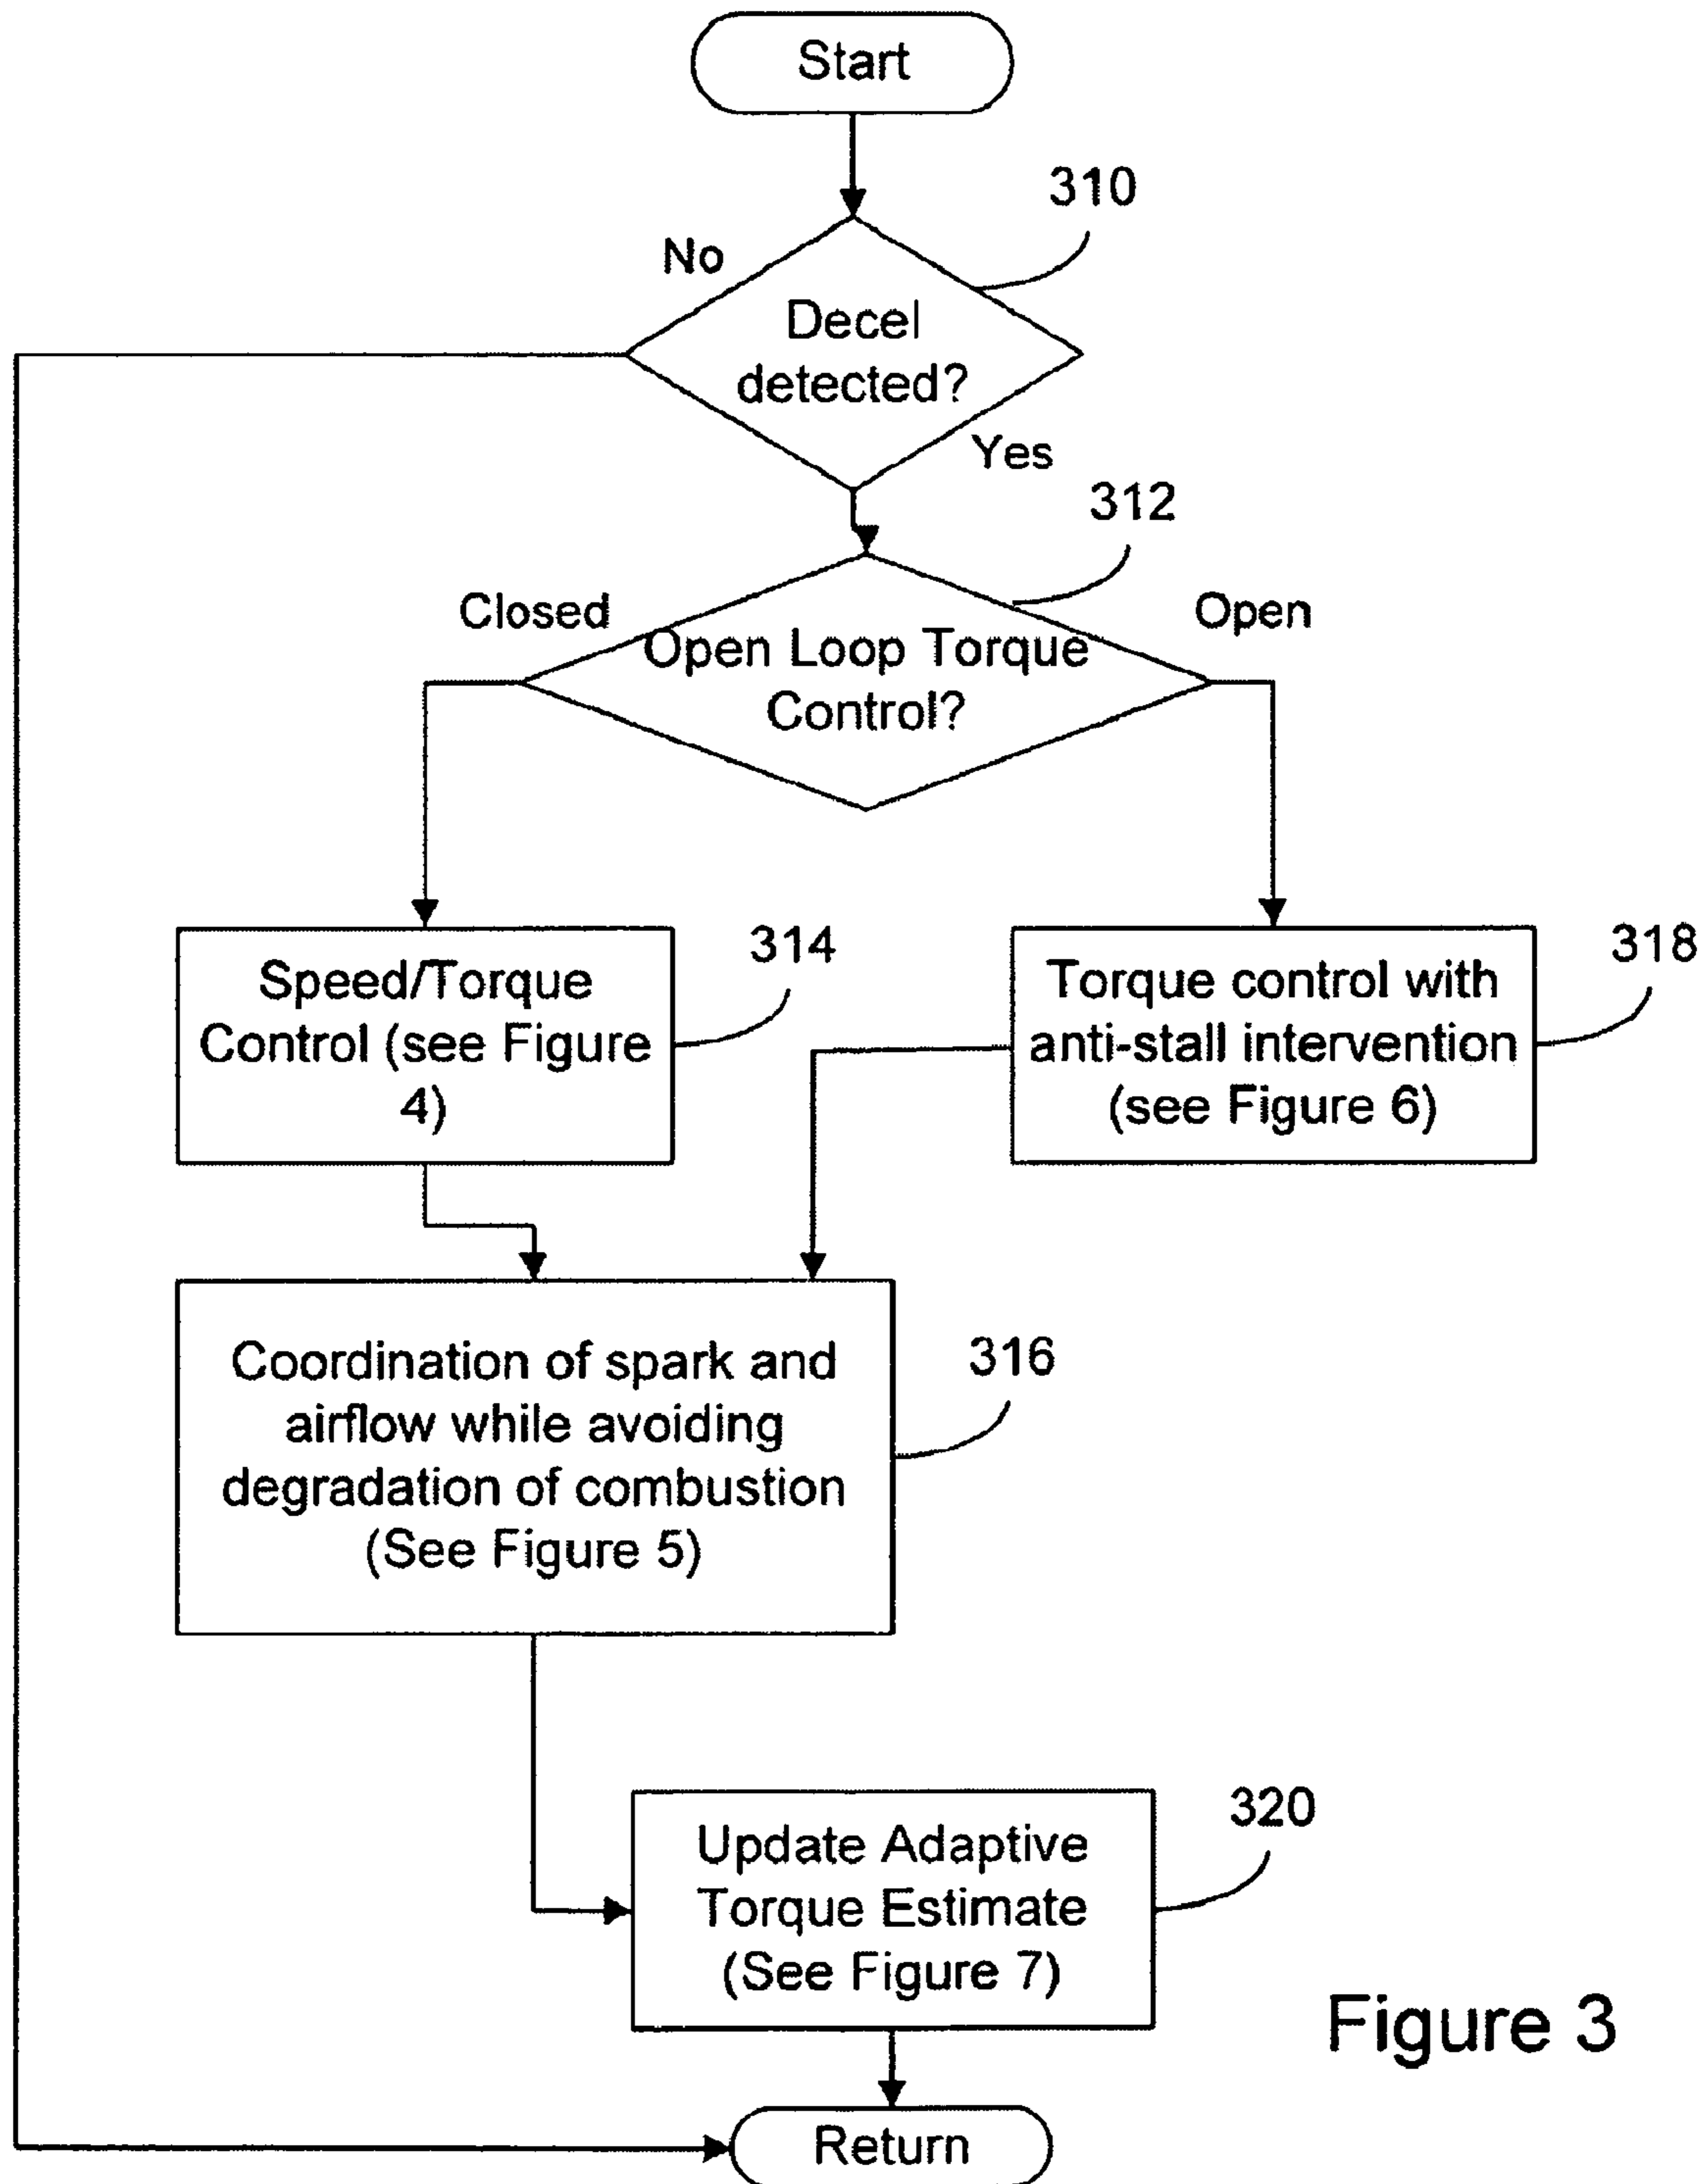 Start
310
No
Decel
detected?
Yes
312
Closed
Open
Open Loop Torque
Control?
314
318
Speed/Torque
Control (see Figure
4)
Torque control with
anti-stall intervention
(see Figure 6)
316
Coordination of spark and
airflow while avoiding
degradation of combustion
(See Figure 5)
320
Update Adaptive
Torque Estimate
(See Figure 7)
Figure 3
Return